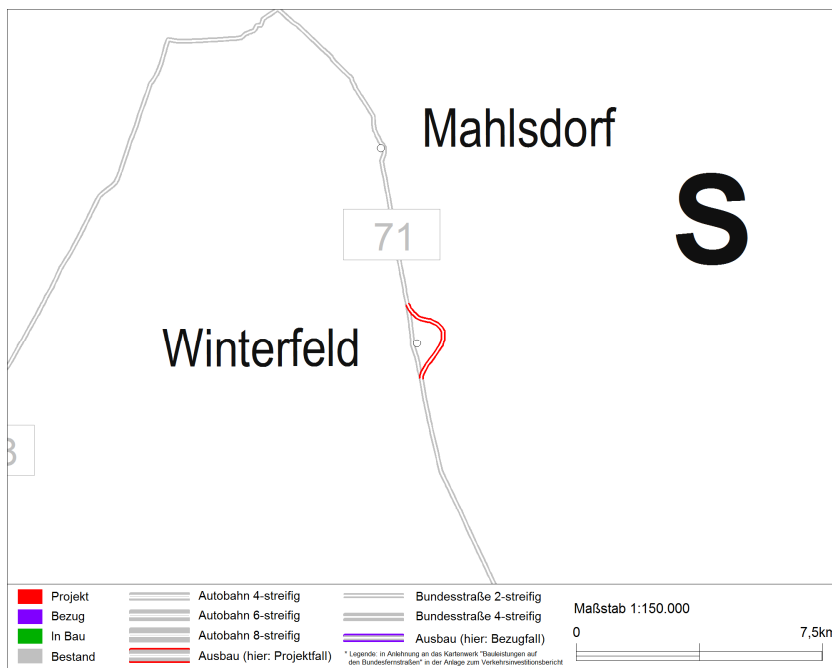 Mahlsdorf
S
71
Winterfeld
Projekt
Bezug
In Bau
Bestand
Autobahn 4-streifig
Autobahn 6-streifig
Autobahn 8-streifig
Ausbau (hier: Projektfall)
Bundesstraße 2-streifig
Bundesstraße 4-streifig
Ausbau (hier: Bezugfall)
* Legende: in Anlehnung an das Kartenwerk "Bauleistungen auf
den Bundesfernstraßen" in der Anlage zum Verkehrsinvestitionsbericht
Maßstab 1:150.000
0
7,5km